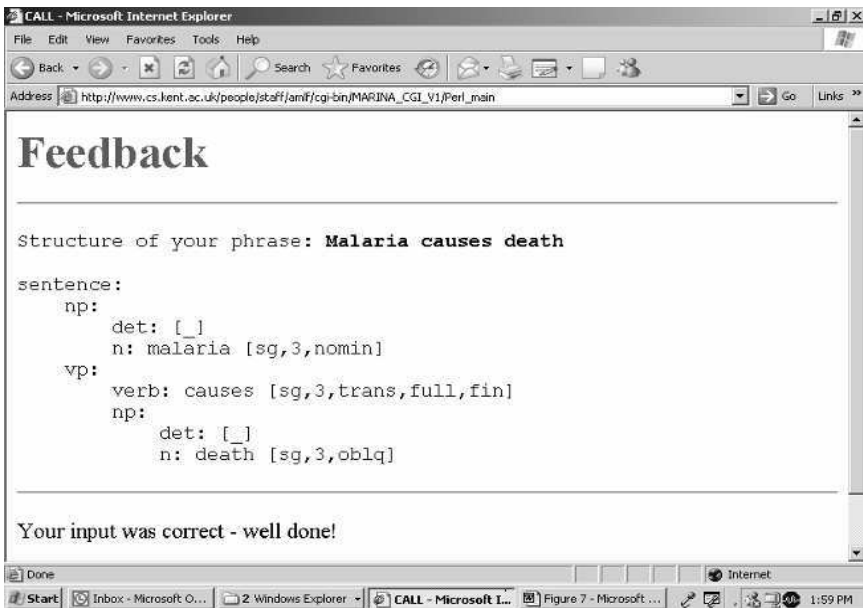 CALL - Microsoft Internet Explorer
File Edit View Favorites Tools Help
Back Search Favorites
Address http://www.cs.kent.ac.uk/people/staff/amf/cgi-bin/MARINA_CGI_V1/Perl_main Go Links »
Feedback
Structure of your phrase: Malaria causes death
sentence:
np:
det: [_]
n: malaria [sg,3,nomin]
vp:
verb: causes [sg,3,trans,full,fin]
np:
det: [_]
n: death [sg,3,oblq]
Your input was correct - well done!
Done Internet
Start Inbox - Microsoft O... 2 Windows Explorer CALL - Microsoft I... Figure 7 - Microsoft ... 1:59 PM